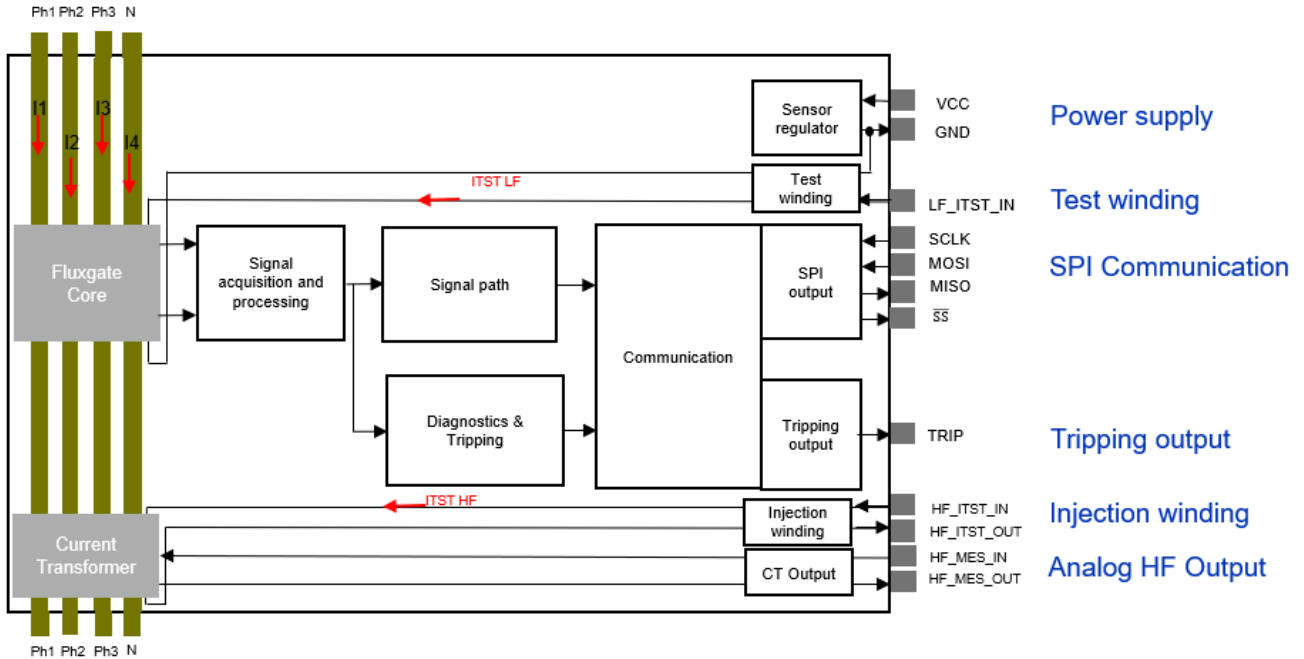 Ph1 Ph2 Ph3 N
I1
I2
I3
I4
Sensor
regulator
VCC
GND
Power supply
ITST LF
Test
winding
LF_ITST_IN
Test winding
Fluxgate
Core
Signal
acquisition and
processing
Signal path
Communication
SPI
output
SCLK
MOSI
MISO
SS
SPI Communication
Diagnostics &
Tripping
Tripping
output
TRIP
Tripping output
ITST HF
Injection
winding
HF_ITST_IN
HF_ITST_OUT
Injection winding
Current
Transformer
CT Output
HF_MES_IN
HF_MES_OUT
Analog HF Output
Ph1 Ph2 Ph3 N